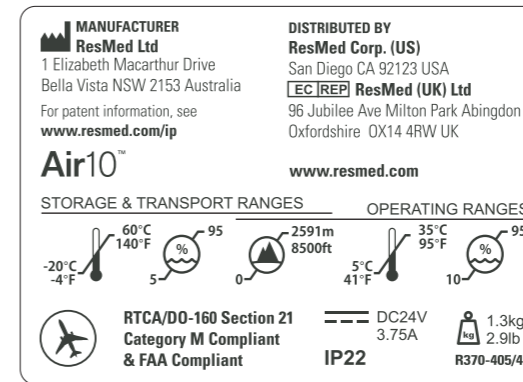 MANUFACTURER
ResMed Ltd
1 Elizabeth Macarthur Drive
Bella Vista NSW 2153 Australia
For patent information, see
www.resmed.com/ip
Air10™
DISTRIBUTED BY
ResMed Corp. (US)
San Diego CA 92123 USA
EC REP ResMed (UK) Ltd
96 Jubilee Ave Milton Park Abingdon
Oxfordshire OX14 4RW UK
www.resmed.com
STORAGE & TRANSPORT RANGES
-20°C
-4°F
60°C
140°F
5
%
95
0
2591m
8500ft
OPERATING RANGES
5°C
41°F
35°C
95°F
10
%
95
RTCA/DO-160 Section 21
Category M Compliant
& FAA Compliant
DC24V
3.75A
IP22
kg
1.3kg
2.9lb
R370-405/4